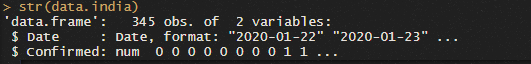 > str(data.india)
'data.frame':   345 obs. of  2 variables:
 $ Date     : Date, format: "2020-01-22" "2020-01-23" ...
 $ Confirmed: num  0 0 0 0 0 0 0 0 1 1 ...